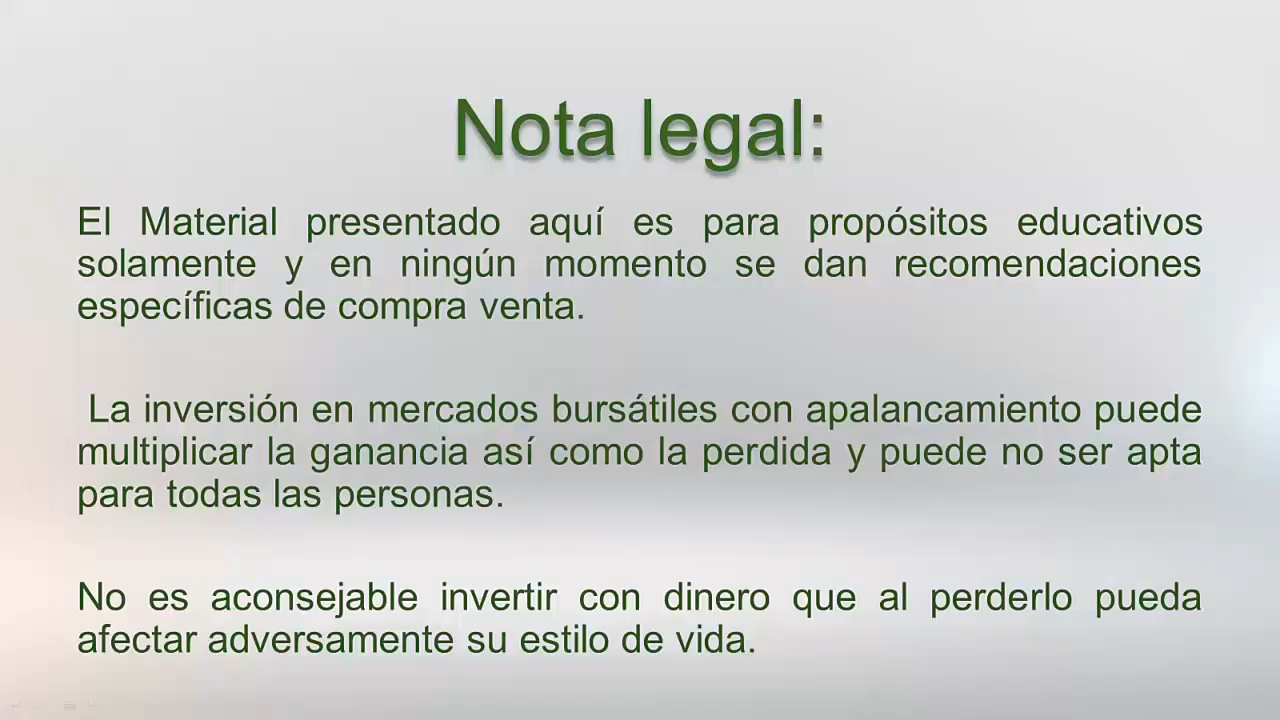 Nota legal:
El Material presentado aquí es para propósitos educativos
solamente y en ningún momento se dan recomendaciones
específicas de compra venta.
La inversión en mercados bursátiles con apalancamiento puede
multiplicar la ganancia así como la perdida y puede no ser apta
para todas las personas.
No es aconsejable invertir con dinero que al perderlo pueda
afectar adversamente su estilo de vida.